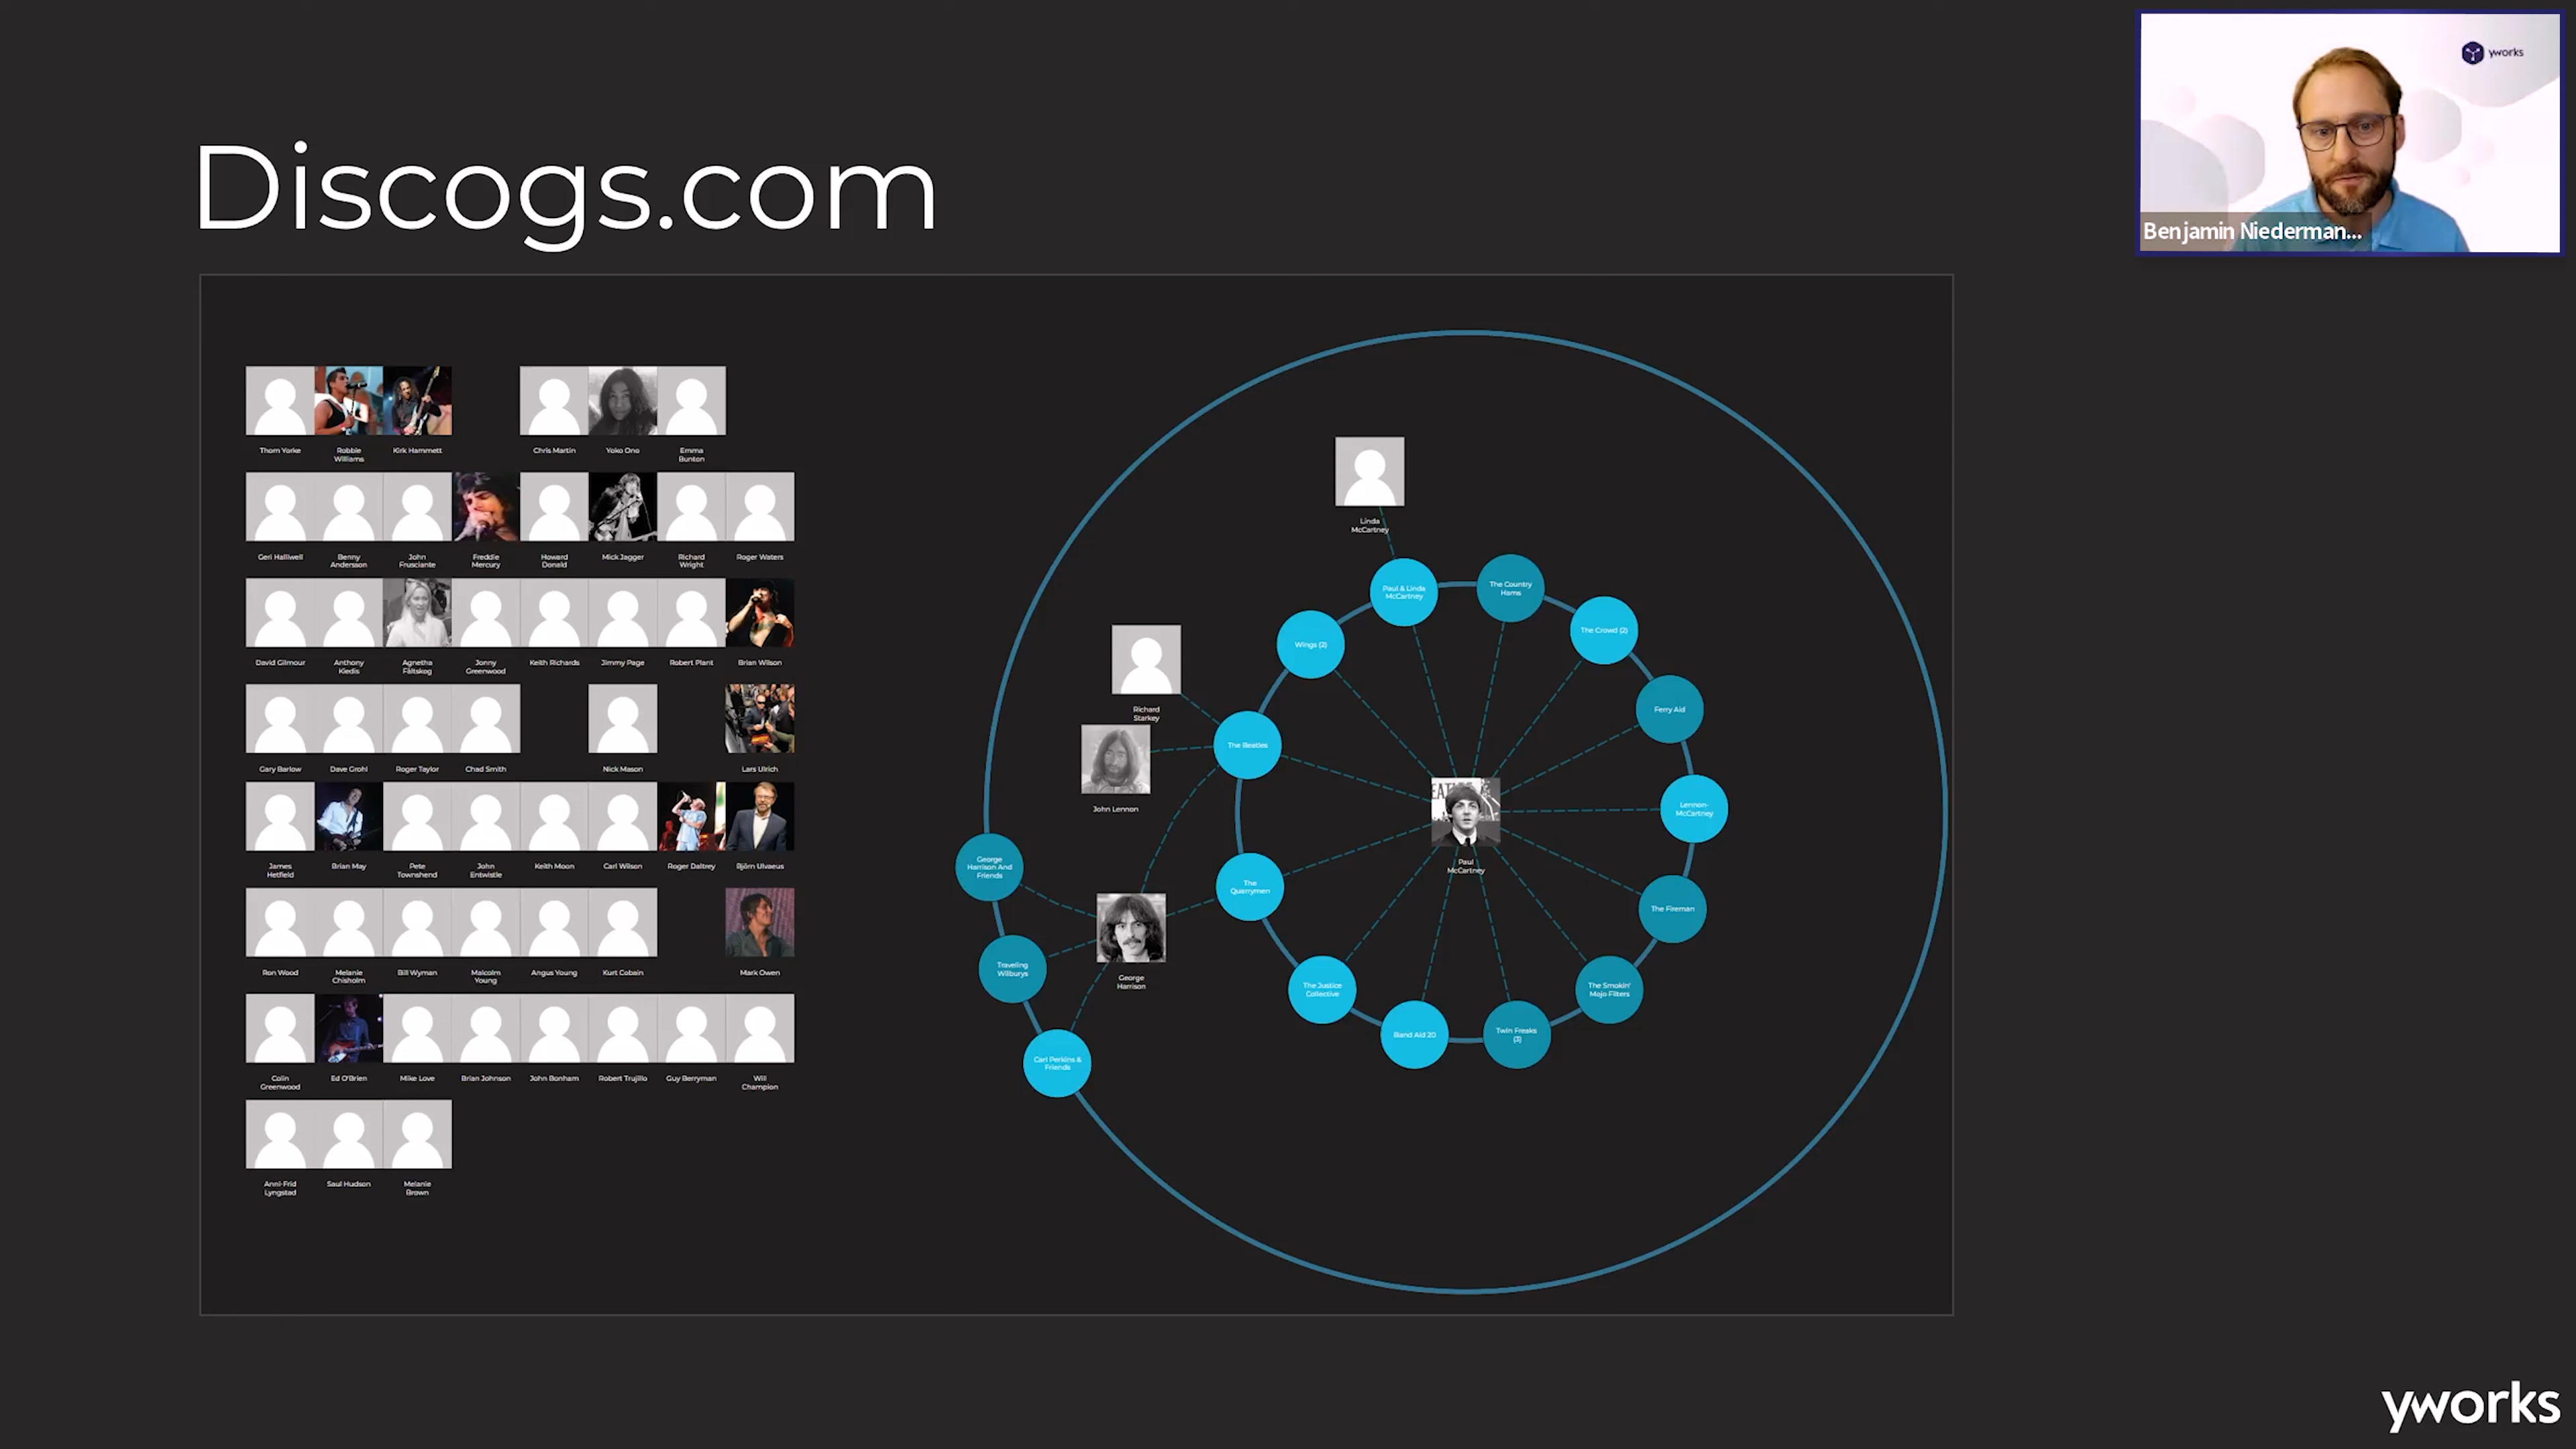 Discogs.com
yworks
Benjamin Niederman...
Thom Yorke
Robbie
Williams
Kirk Hammett
Chris Martin
Yoko Ono
Emma
Bunton
Geri Halliwell
Benny
Andersson
John
Frusciante
Freddie
Mercury
Howard
Donald
Mick Jagger
Richard
Wright
Roger Waters
David Gilmour
Anthony
Kiedis
Agnetha
Fältskog
Jonny
Greenwood
Keith Richards
Jimmy Page
Robert Plant
Brian Wilson
Gary Barlow
Dave Grohl
Roger Taylor
Chad Smith
Nick Mason
Lars Ulrich
James
Hetfield
Brian May
Pete
Townshend
John
Entwistle
Keith Moon
Carl Wilson
Roger Daltrey
Björn Ulvaeus
Ron Wood
Melanie
Chisholm
Bill Wyman
Malcolm
Young
Angus Young
Kurt Cobain
Mark Owen
Colin
Greenwood
Ed O'Brien
Mike Love
Brian Johnson
John Bonham
Robert Trujillo
Guy Berryman
Will
Champion
Anni-Frid
Lyngstad
Saul Hudson
Melanie
Brown
Linda
McCartney
Paul & Linda
McCartney
The Country
Hams
The Crowd (2)
Wings (2)
Ferry Aid
Richard
Starkey
The Beatles
John Lennon
Lennon-
McCartney
Paul
McCartney
George
Harrison And
Friends
The
Quarrymen
The Fireman
George
Harrison
Traveling
Wilburys
The Justice
Collective
The Smokin'
Mojo Filters
Band Aid 20
Twin Freaks
(3)
Carl Perkins &
Friends
yworks